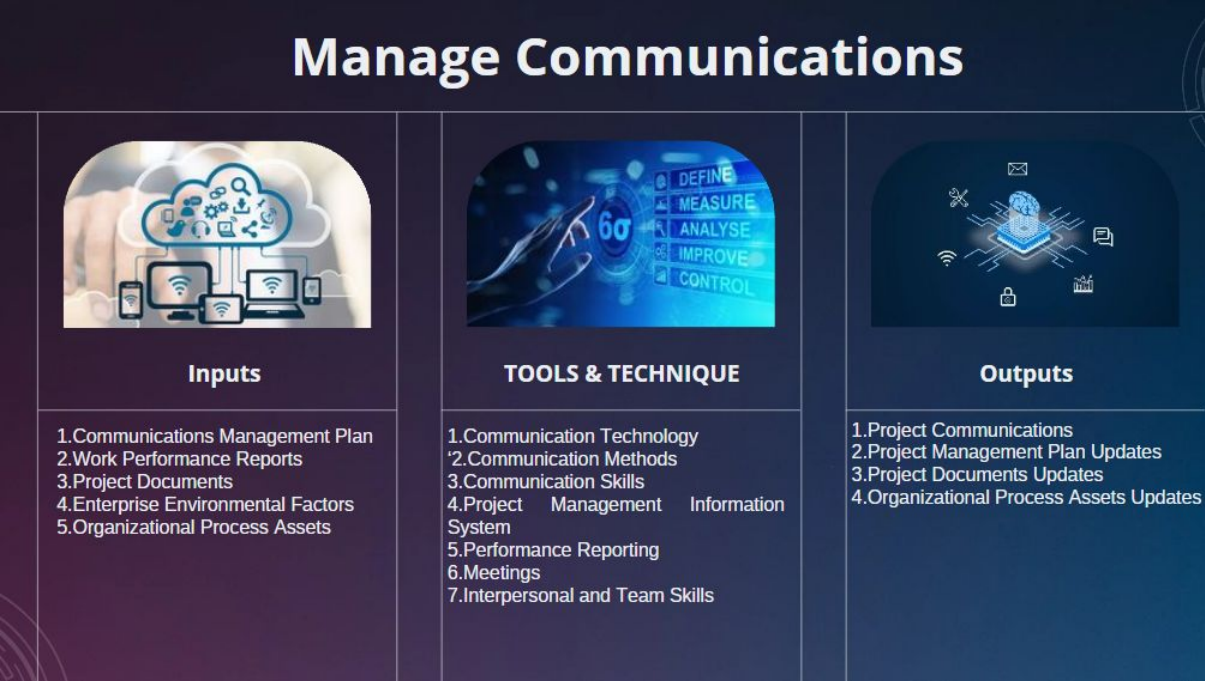 Manage Communications
6σ
DEFINE
MEASURE
ANALYSE
IMPROVE
CONTROL
Inputs
1.Communications Management Plan
2.Work Performance Reports
3.Project Documents
4.Enterprise Environmental Factors
5.Organizational Process Assets
TOOLS & TECHNIQUE
1.Communication Technology
‘2.Communication Methods
3.Communication Skills
4.Project Management Information
System
5.Performance Reporting
6.Meetings
7.Interpersonal and Team Skills
Outputs
1.Project Communications
2.Project Management Plan Updates
3.Project Documents Updates
4.Organizational Process Assets Updates